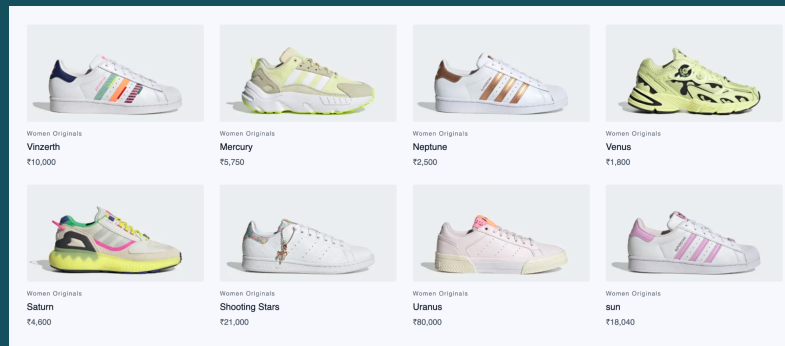 Women Originals
Vinzerth
₹10,000
Women Originals
Mercury
₹5,750
Women Originals
Neptune
₹2,500
Women Originals
Venus
₹1,800
Women Originals
Saturn
₹4,600
Women Originals
Shooting Stars
₹21,000
Women Originals
Uranus
₹80,000
Women Originals
sun
₹18,040